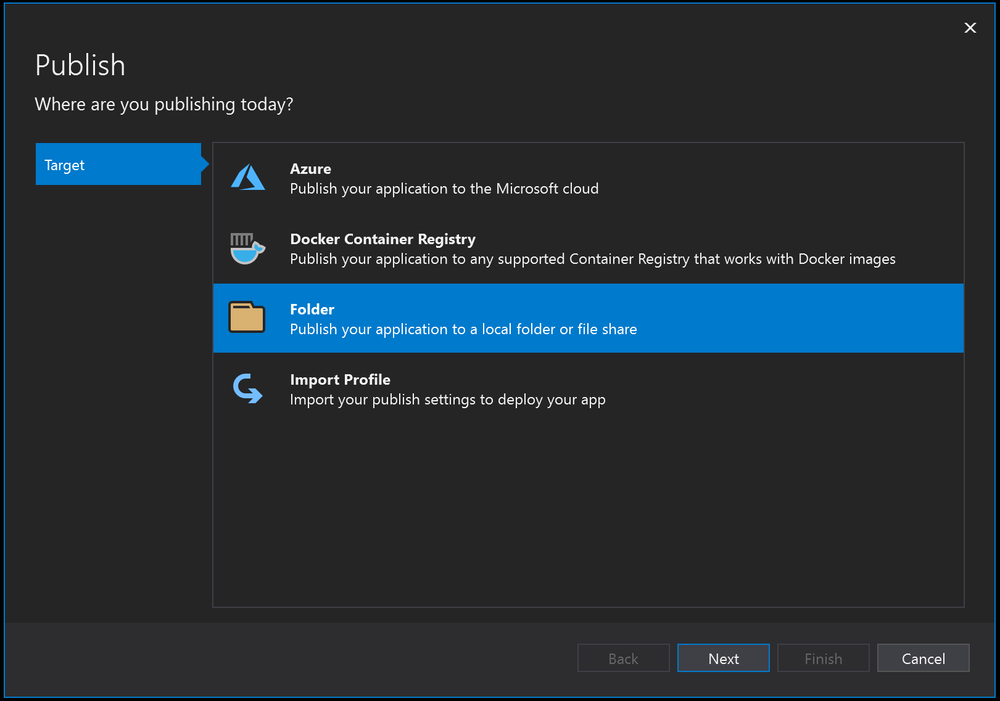 Publish
Where are you publishing today?
Target
Azure
Publish your application to the Microsoft cloud
Docker Container Registry
Publish your application to any supported Container Registry that works with Docker images
Folder
Publish your application to a local folder or file share
Import Profile
Import your publish settings to deploy your app
Back
Next
Finish
Cancel